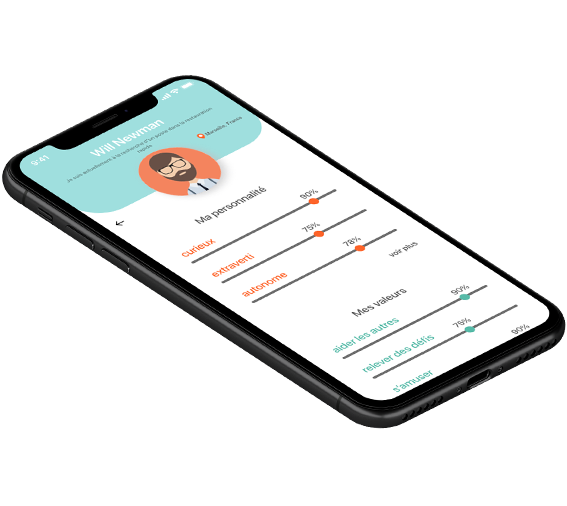 9:41
Will Newman
Je suis actuellement à la recherche d'un poste dans la restauration
rapide
Marseille, France
Ma personnalité
curieux
90%
extraverti
75%
autonome
78%
voir plus
Mes valeurs
aider les autres
90%
relever des défis
75%
s'amuser
90%